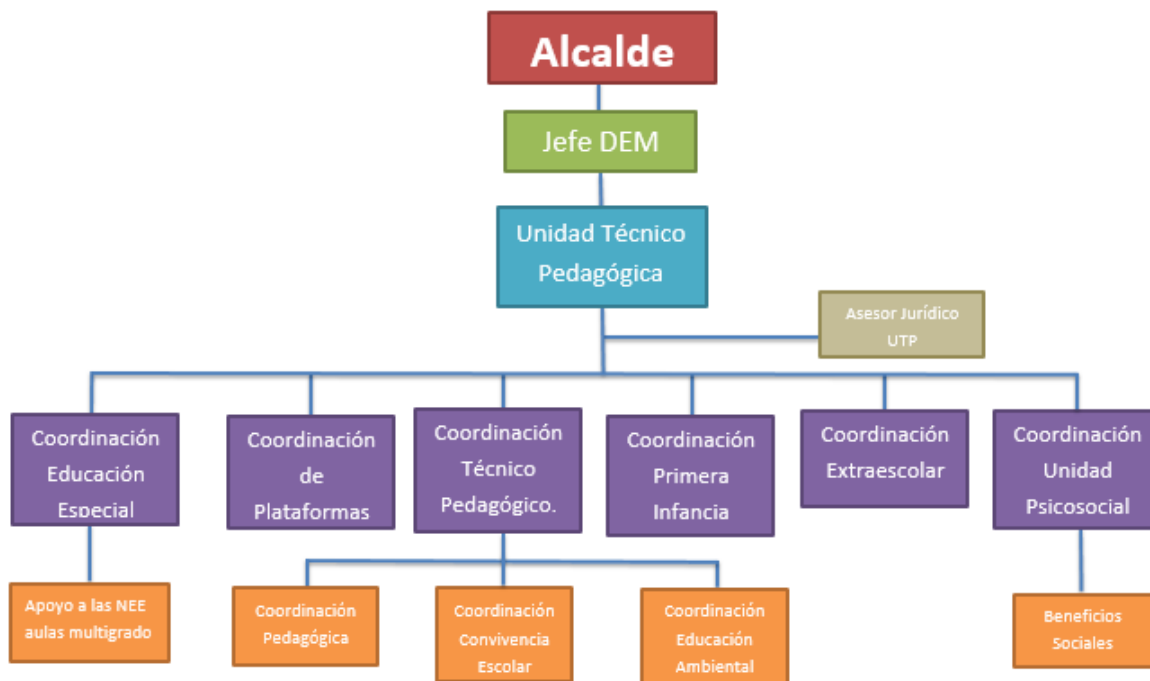 Alcalde
Jefe DEM
Unidad Técnico
Pedagógica
Asesor Jurídico
UTP
Coordinación
Educación
Especial
Coordinación
de
Plataformas
Coordinación
Técnico
Pedagógico.
Coordinación
Primera
Infancia
Coordinación
Extraescolar
Coordinación
Unidad
Psicosocial
Apoyo a las NEE
aulas multigrado
Coordinación
Pedagógica
Coordinación
Convivencia
Escolar
Coordinación
Educación
Ambiental
Beneficios
Sociales